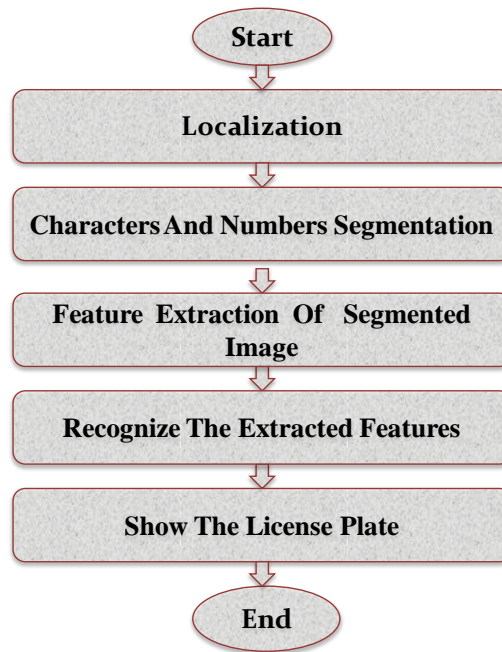 Start
Localization
Characters And Numbers Segmentation
Feature Extraction Of Segmented
Image
Recognize The Extracted Features
Show The License Plate
End